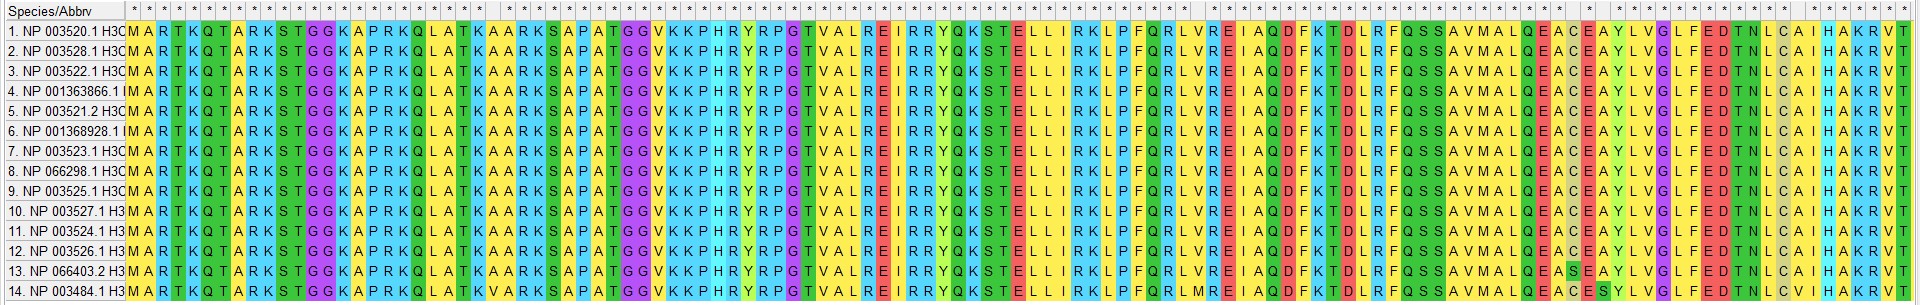 Species/Abbrv * * * * * * * * * * * * * * * * * * * * * * * *   * * * * * * * * * * * * * * * * * * * * * * * * * * * * * * * * * * * * * * * * * * * * * *   * * * * * * * * * * * * * * * * * * * * * * * *   *   * * * * * * * * * * * *   * * * * * * *
1. NP 003520.1 H3C MARTKQTARKSTGGKAPRKQLATKAARKSAPATGGVKKPHRYRPGTVALREIRRYQKSTELLIRKLPFQRLVREIAQDFKTDLRFQSSAVMALQEACEAYLVGLFEDTNLCAIHAKRVT
2. NP 003528.1 H3C MARTKQTARKSTGGKAPRKQLATKAARKSAPATGGVKKPHRYRPGTVALREIRRYQKSTELLIRKLPFQRLVREIAQDFKTDLRFQSSAVMALQEACEAYLVGLFEDTNLCAIHAKRVT
3. NP 003522.1 H3C MARTKQTARKSTGGKAPRKQLATKAARKSAPATGGVKKPHRYRPGTVALREIRRYQKSTELLIRKLPFQRLVREIAQDFKTDLRFQSSAVMALQEACEAYLVGLFEDTNLCAIHAKRVT
4. NP 001363866.1 MARTKQTARKSTGGKAPRKQLATKAARKSAPATGGVKKPHRYRPGTVALREIRRYQKSTELLIRKLPFQRLVREIAQDFKTDLRFQSSAVMALQEACEAYLVGLFEDTNLCAIHAKRVT
5. NP 003521.2 H3C MARTKQTARKSTGGKAPRKQLATKAARKSAPATGGVKKPHRYRPGTVALREIRRYQKSTELLIRKLPFQRLVREIAQDFKTDLRFQSSAVMALQEACEAYLVGLFEDTNLCAIHAKRVT
6. NP 001368928.1 MARTKQTARKSTGGKAPRKQLATKAARKSAPATGGVKKPHRYRPGTVALREIRRYQKSTELLIRKLPFQRLVREIAQDFKTDLRFQSSAVMALQEACEAYLVGLFEDTNLCAIHAKRVT
7. NP 003523.1 H3C MARTKQTARKSTGGKAPRKQLATKAARKSAPATGGVKKPHRYRPGTVALREIRRYQKSTELLIRKLPFQRLVREIAQDFKTDLRFQSSAVMALQEACEAYLVGLFEDTNLCAIHAKRVT
8. NP 066298.1 H3C MARTKQTARKSTGGKAPRKQLATKAARKSAPATGGVKKPHRYRPGTVALREIRRYQKSTELLIRKLPFQRLVREIAQDFKTDLRFQSSAVMALQEACEAYLVGLFEDTNLCAIHAKRVT
9. NP 003525.1 H3C MARTKQTARKSTGGKAPRKQLATKAARKSAPATGGVKKPHRYRPGTVALREIRRYQKSTELLIRKLPFQRLVREIAQDFKTDLRFQSSAVMALQEACEAYLVGLFEDTNLCAIHAKRVT
10. NP 003527.1 H3 MARTKQTARKSTGGKAPRKQLATKAARKSAPATGGVKKPHRYRPGTVALREIRRYQKSTELLIRKLPFQRLVREIAQDFKTDLRFQSSAVMALQEACEAYLVGLFEDTNLCAIHAKRVT
11. NP 003524.1 H3 MARTKQTARKSTGGKAPRKQLATKAARKSAPATGGVKKPHRYRPGTVALREIRRYQKSTELLIRKLPFQRLVREIAQDFKTDLRFQSSAVMALQEACEAYLVGLFEDTNLCAIHAKRVT
12. NP 003526.1 H3 MARTKQTARKSTGGKAPRKQLATKAARKSAPATGGVKKPHRYRPGTVALREIRRYQKSTELLIRKLPFQRLVREIAQDFKTDLRFQSSAVMALQEACEAYLVGLFEDTNLCAIHAKRVT
13. NP 066403.2 H3 MARTKQTARKSTGGKAPRKQLATKAARKSAPATGGVKKPHRYRPGTVALREIRRYQKSTELLIRKLPFQRLVREIAQDFKTDLRFQSSAVMALQEASEAYLVGLFEDTNLCAIHAKRVT
14. NP 003484.1 H3 MARTKQTARKSTGGKAPRKQLATKVARKSAPATGGVKKPHRYRPGTVALREIRRYQKSTELLIRKLPFQRLMREIAQDFKTDLRFQSSAVMALQEACESYLVGLFEDTNLCVIHAKRVT